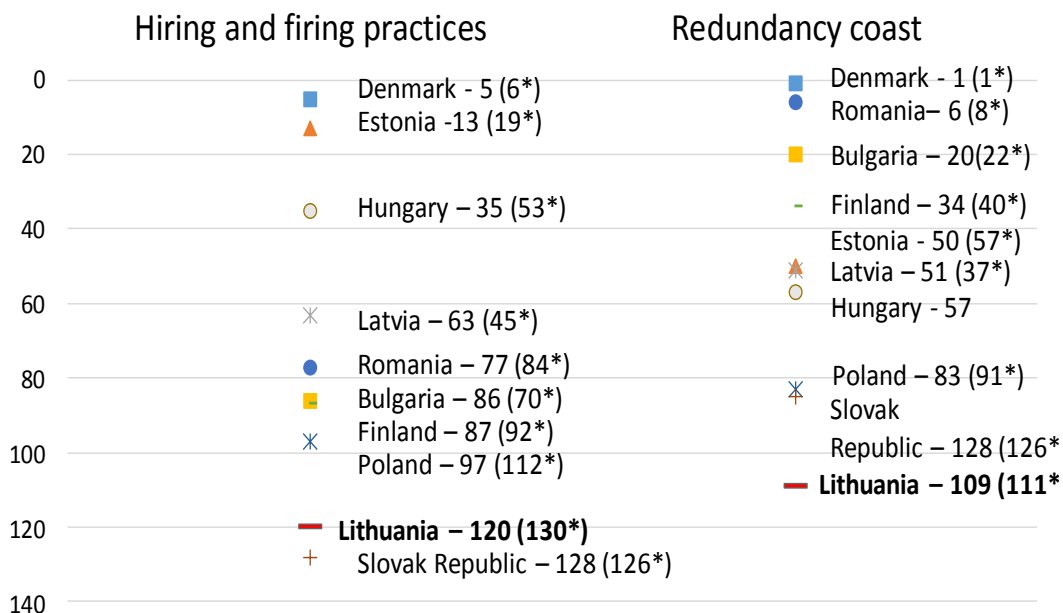 Hiring and firing practices
Redundancy coast
0
20
40
60
80
100
120
140
Denmark - 5 (6*)
Estonia -13 (19*)
Hungary – 35 (53*)
Latvia – 63 (45*)
Romania – 77 (84*)
Bulgaria – 86 (70*)
Finland – 87 (92*)
Poland – 97 (112*)
Lithuania – 120 (130*)
Slovak Republic – 128 (126*)
Denmark - 1 (1*)
Romania– 6 (8*)
Bulgaria – 20(22*)
Finland – 34 (40*)
Estonia - 50 (57*)
Latvia – 51 (37*)
Hungary - 57
Poland – 83 (91*)
Slovak
Republic – 128 (126*
Lithuania – 109 (111*